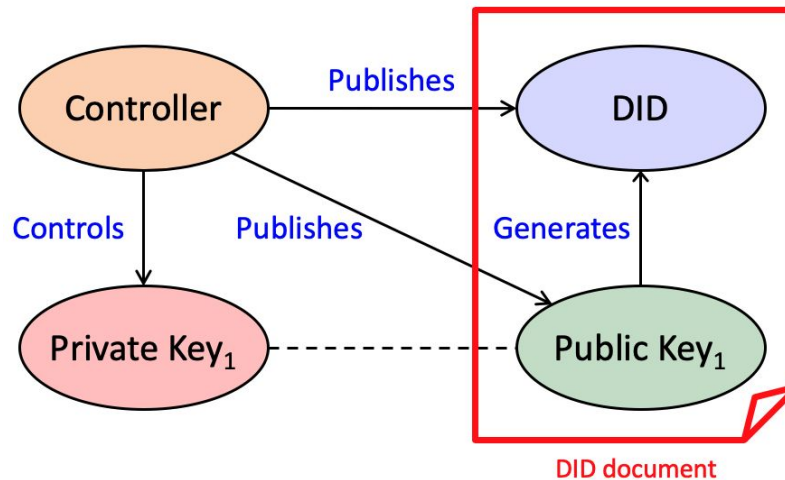 Controller
Publishes
DID
Controls
Publishes
Generates
Private Key₁
Public Key₁
DID document